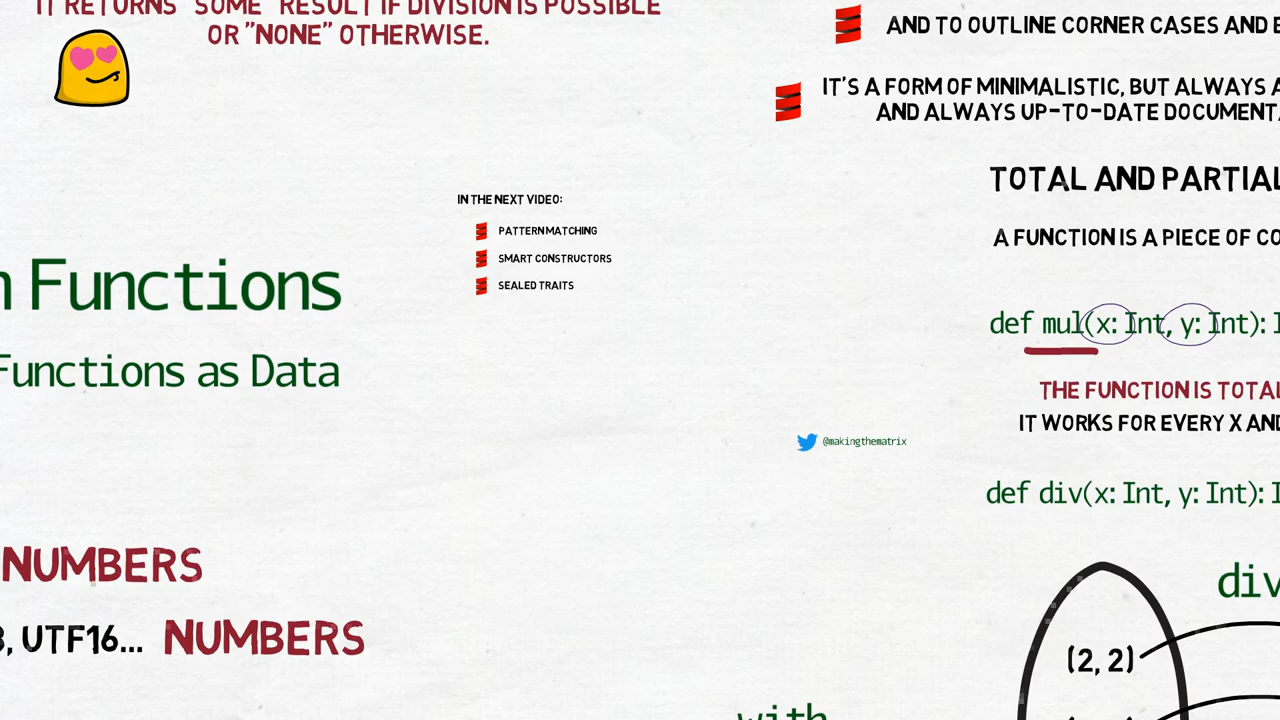 IT RETURNS "SOME" RESULT IF DIVISION IS POSSIBLE
OR "NONE" OTHERWISE.
Functions
Functions as Data
NUMBERS
, UTF16... NUMBERS
IN THE NEXT VIDEO:
PATTERN MATCHING
SMART CONSTRUCTORS
SEALED TRAITS
@makingthematrix
with
AND TO OUTLINE CORNER CASES AND
IT'S A FORM OF MINIMALISTIC, BUT ALWAYS
AND ALWAYS UP-TO-DATE
TOTAL AND PARTIAL
A FUNCTION IS A PIECE OF
def mul(x: Int, y: Int):
THE FUNCTION IS TOTAL
IT WORKS FOR EVERY X AND
def div(x: Int, y: Int):
div
(2, 2)